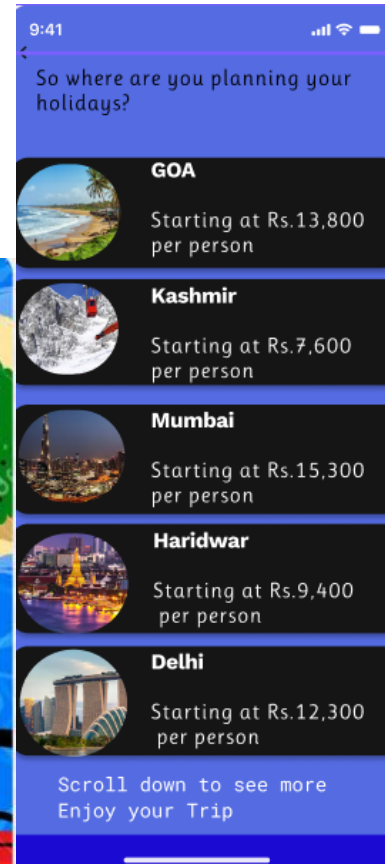 9:41
So where are you planning your
holidays?
GOA
Starting at Rs.13,800
per person
Kashmir
Starting at Rs.7,600
per person
Mumbai
Starting at Rs.15,300
per person
Haridwar
Starting at Rs.9,400
per person
Delhi
Starting at Rs.12,300
per person
Scroll down to see more
Enjoy your Trip